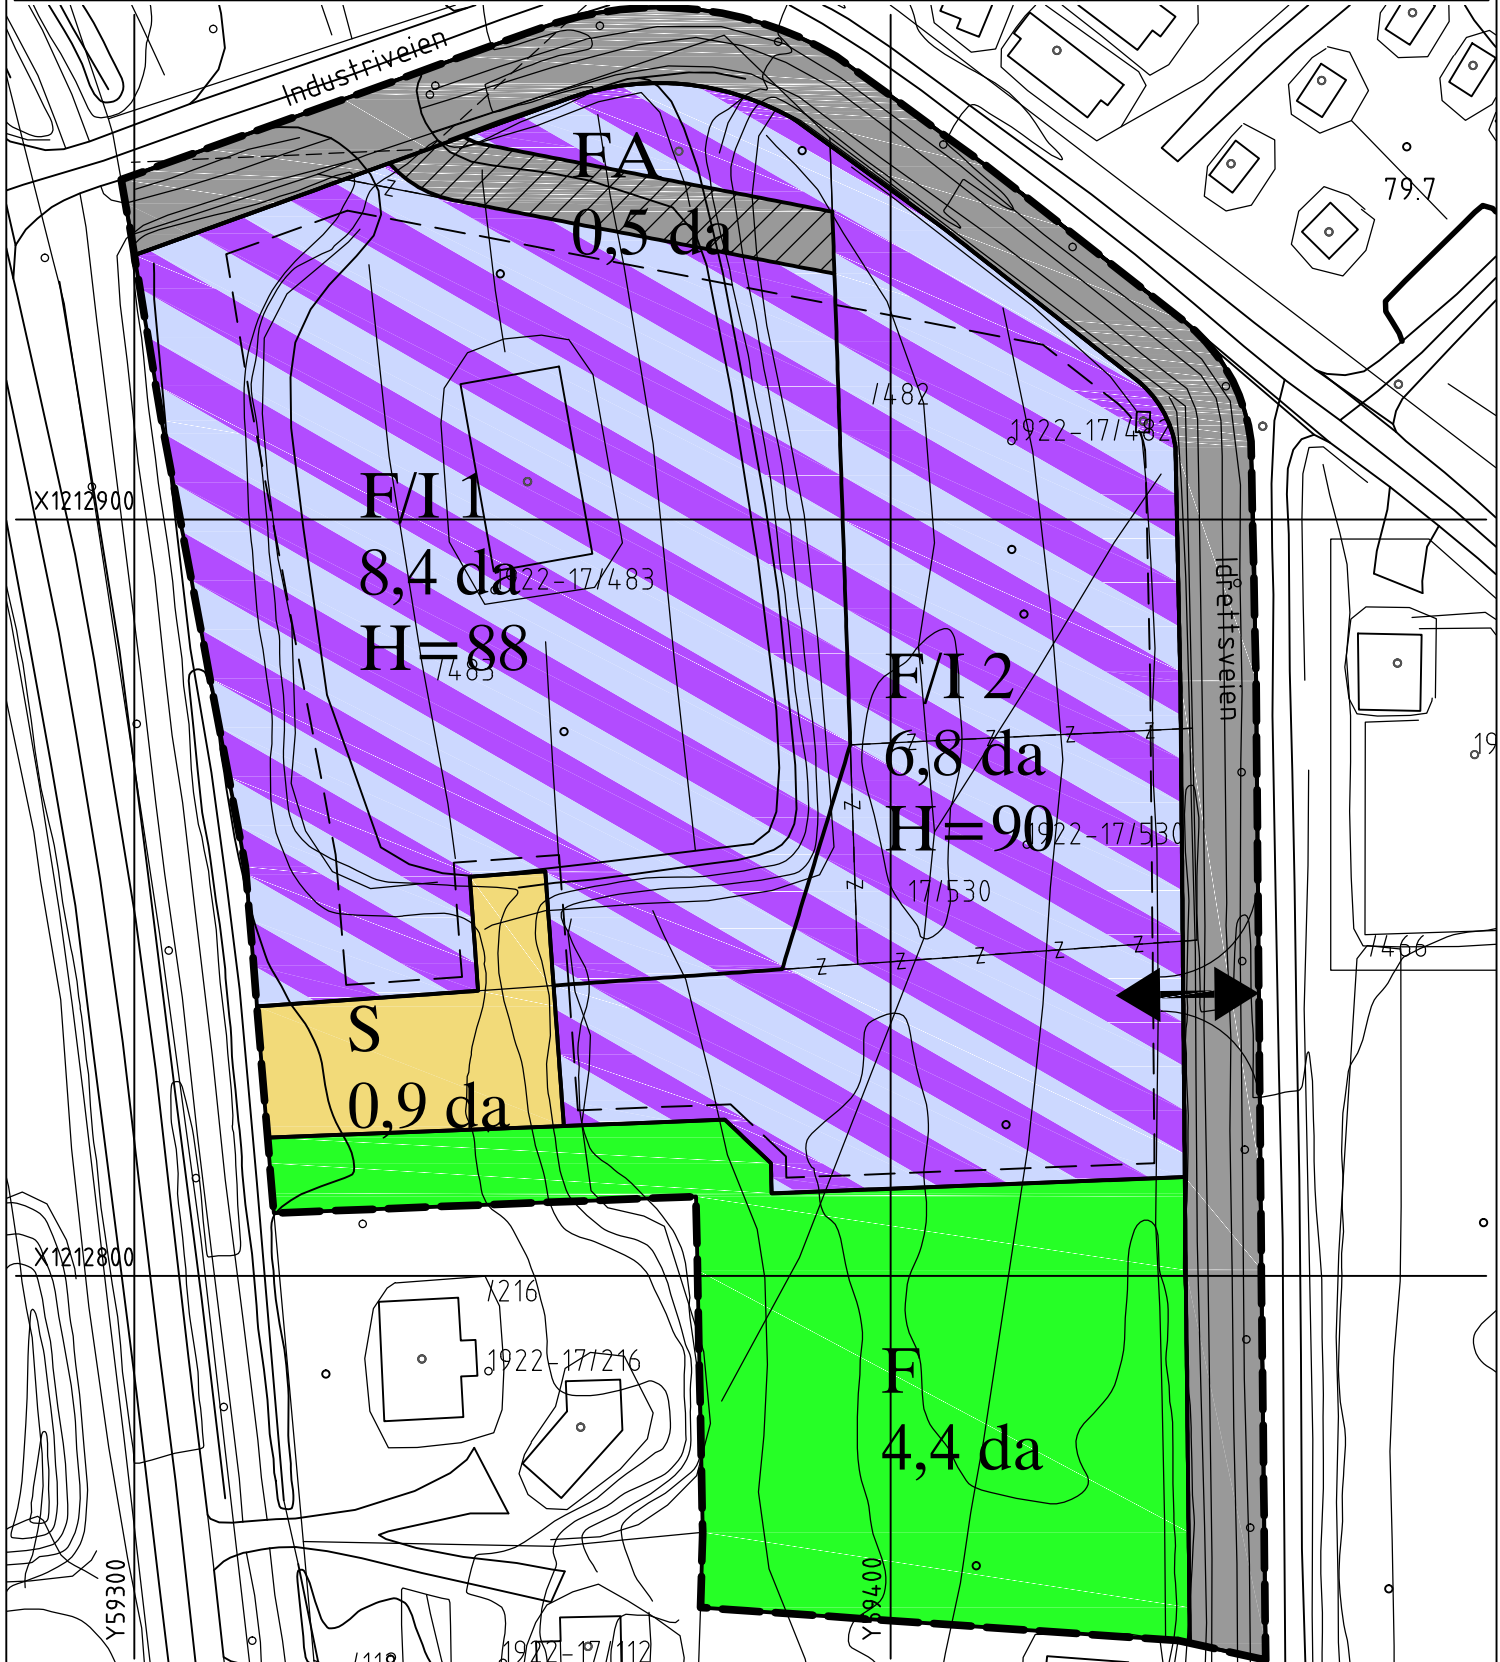 Industriveien
FA
0,5 da
79.7
/482
1922-17/482
X1212900
F/I 1
8,4 da
H=88
1922-17/483
/483
Idrettsveien
F/I 2
6,8 da
H=90
1922-17/530
17/530
19
/466
S
0,9 da
X1212800
/216
1922-17/216
F
4,4 da
Y59300
Y59400
1922-17/112